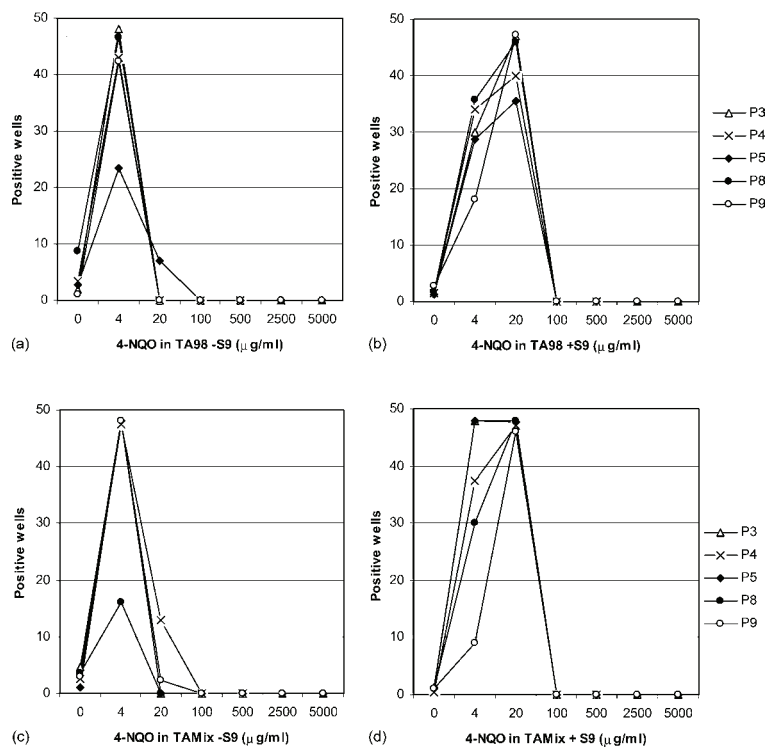 50
40
30
20
10
0
Positive wells
0 4 20 100 500 2500 5000
(a) 4-NQO in TA98 -S9 (μ g/ml)
50
40
30
20
10
0
Positive wells
0 4 20 100 500 2500 5000
(b) 4-NQO in TA98 +S9 (μ g/ml)
P3
P4
P5
P8
P9
50
40
30
20
10
0
Positive wells
0 4 20 100 500 2500 5000
(c) 4-NQO in TAMix -S9 (μ g/ml)
50
40
30
20
10
0
Positive wells
0 4 20 100 500 2500 5000
(d) 4-NQO in TAMix + S9 (μ g/ml)
P3
P4
P5
P8
P9